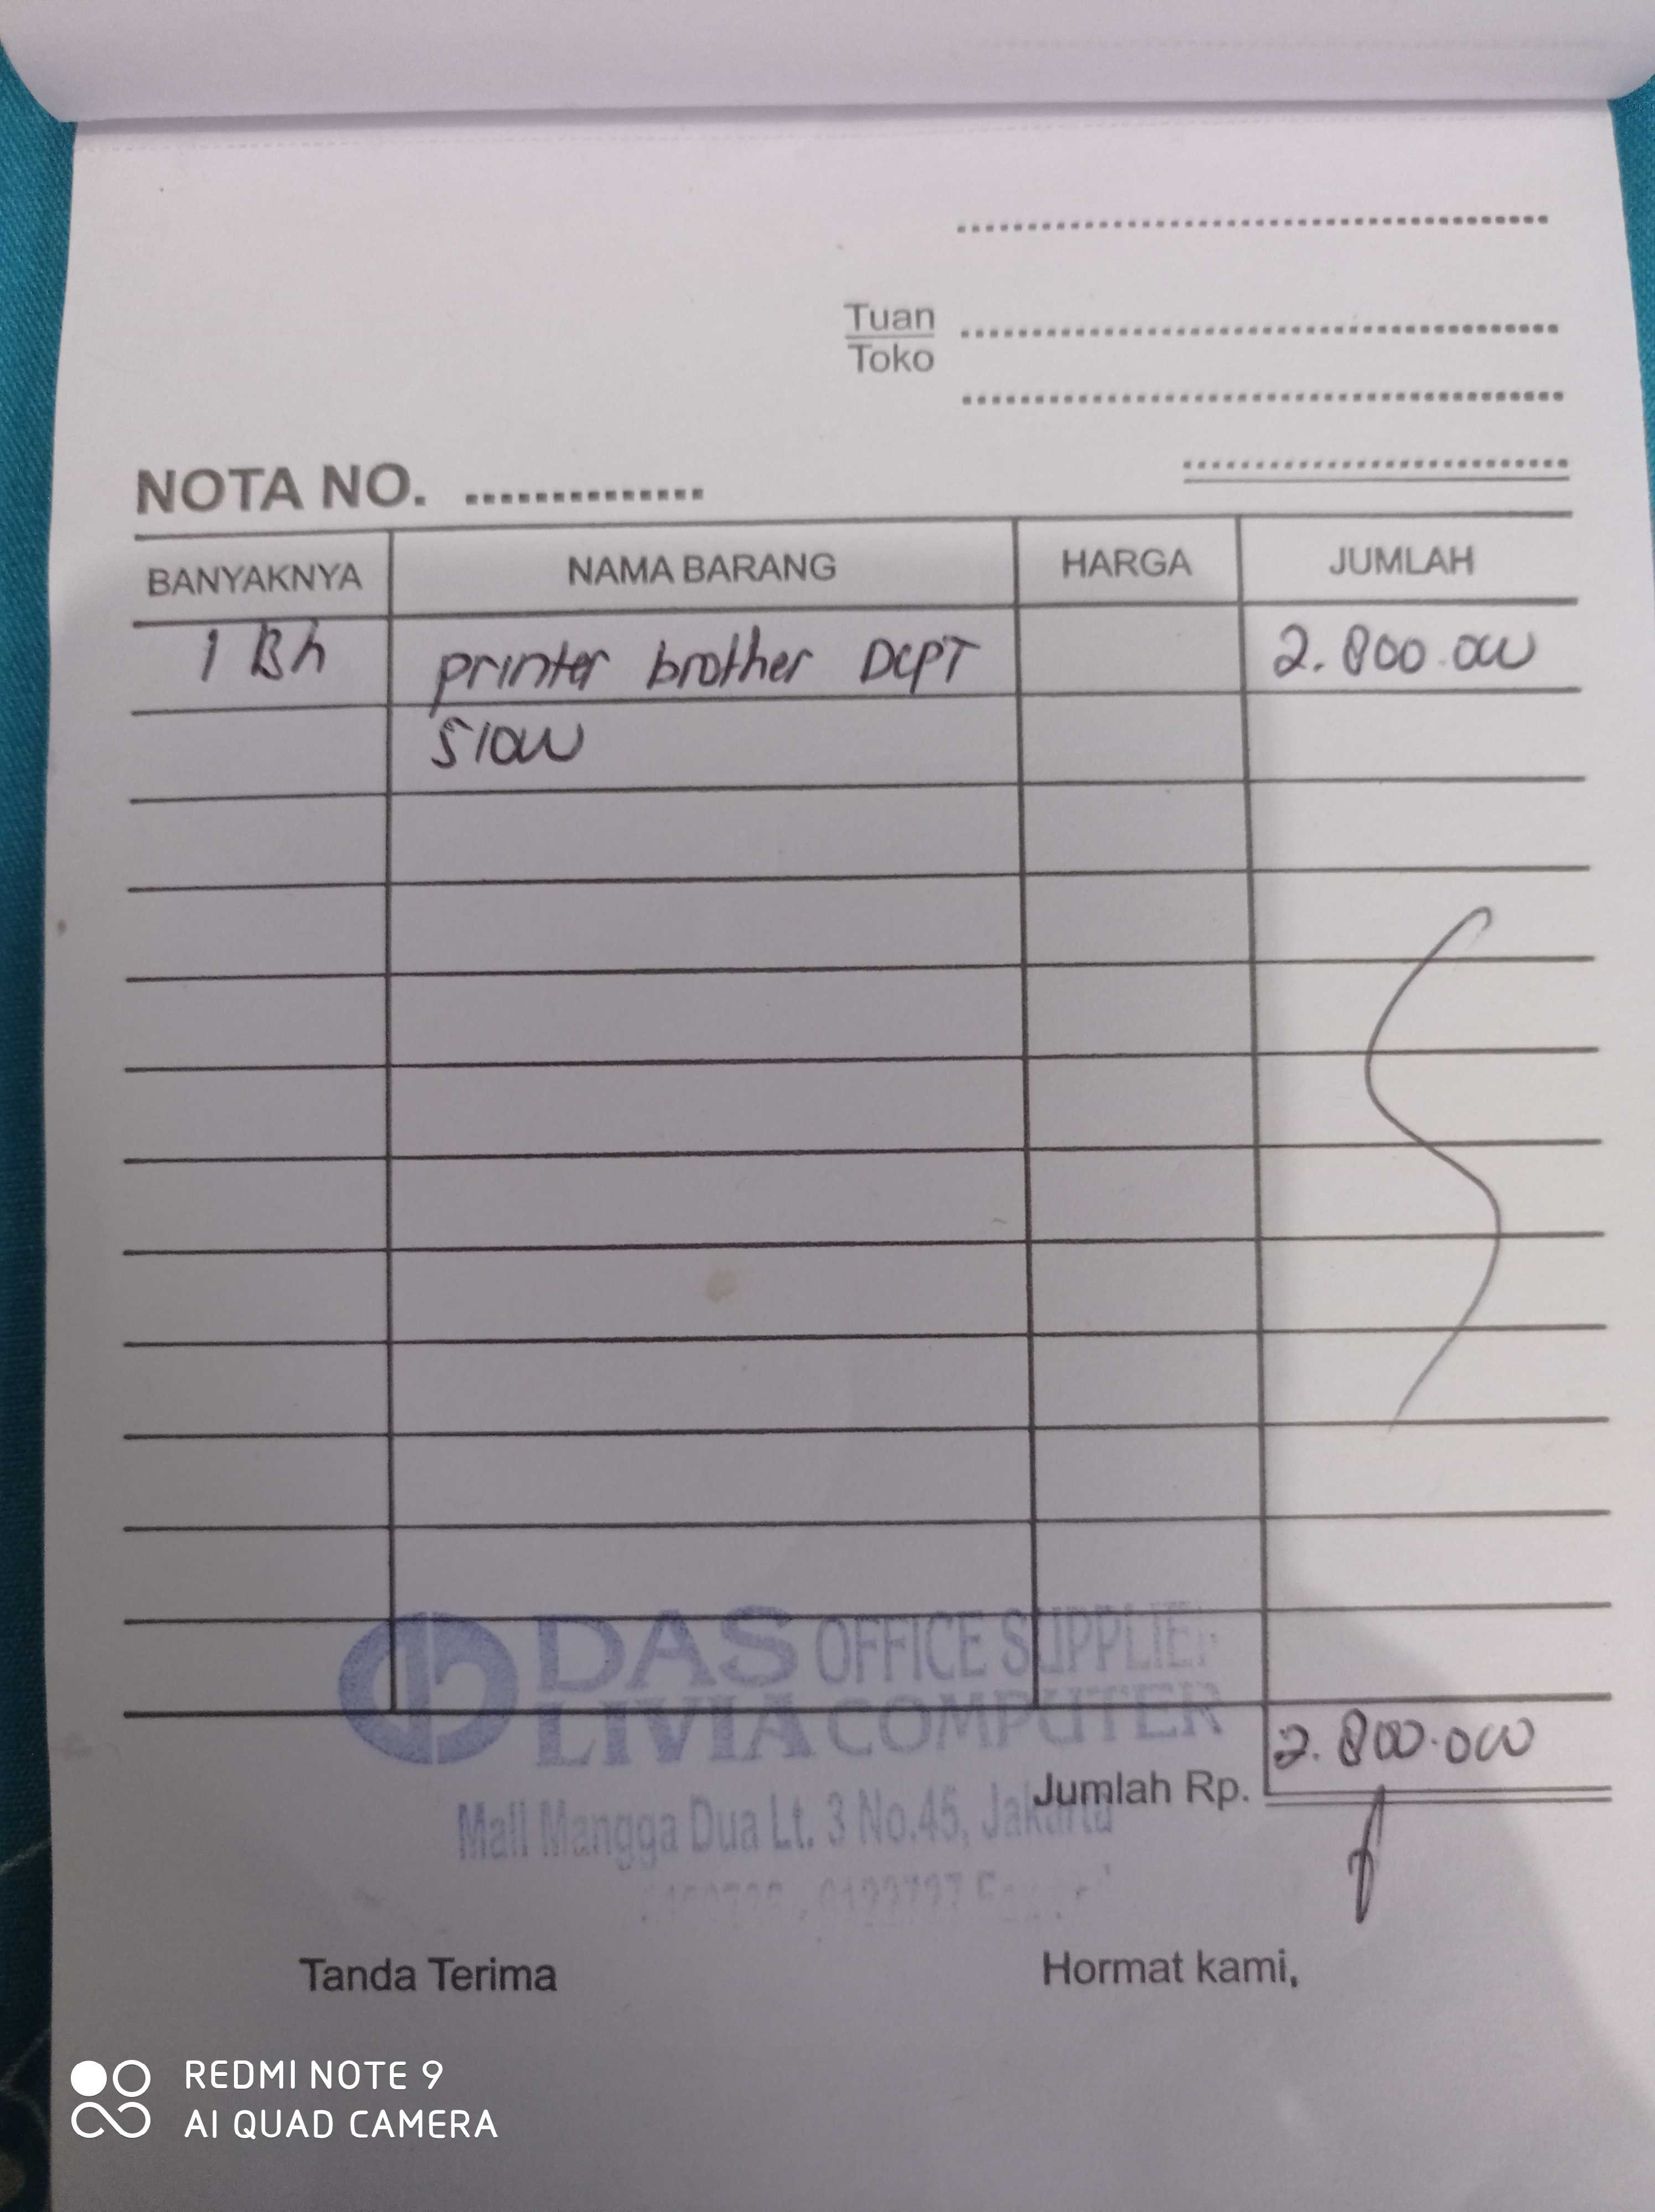 Tuan
Toko
NOTA NO.
BANYAKNYA NAMA BARANG HARGA JUMLAH
1 Bh printer brother DCPT 2.800.000
510W
DAS OFFICE SUPPLIES
LIVIA COMPUTER
2.800.000
Jumlah Rp.
Mall Mangga Dua Lt. 3 No.45, Jakarta
Tanda Terima Hormat kami,
REDMI NOTE 9
AI QUAD CAMERA